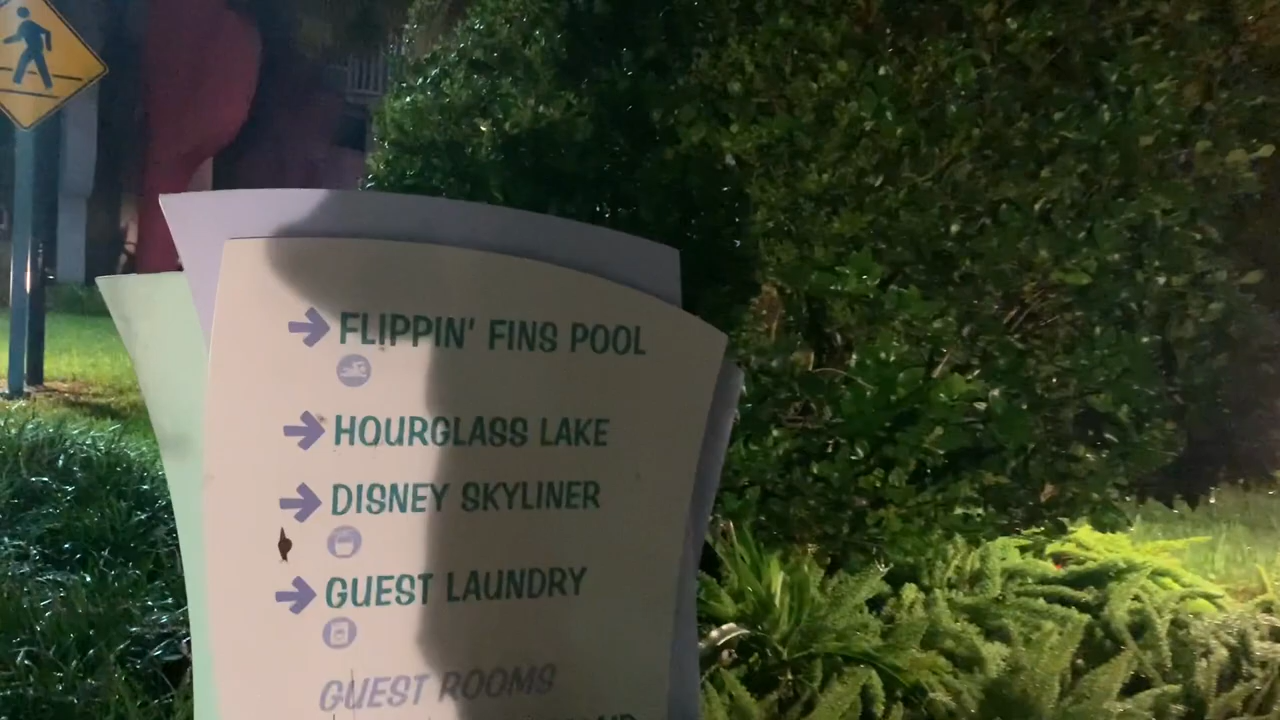 FLIPPIN' FINS POOL
HOURGLASS LAKE
DISNEY SKYLINER
GUEST LAUNDRY
GUEST ROOMS